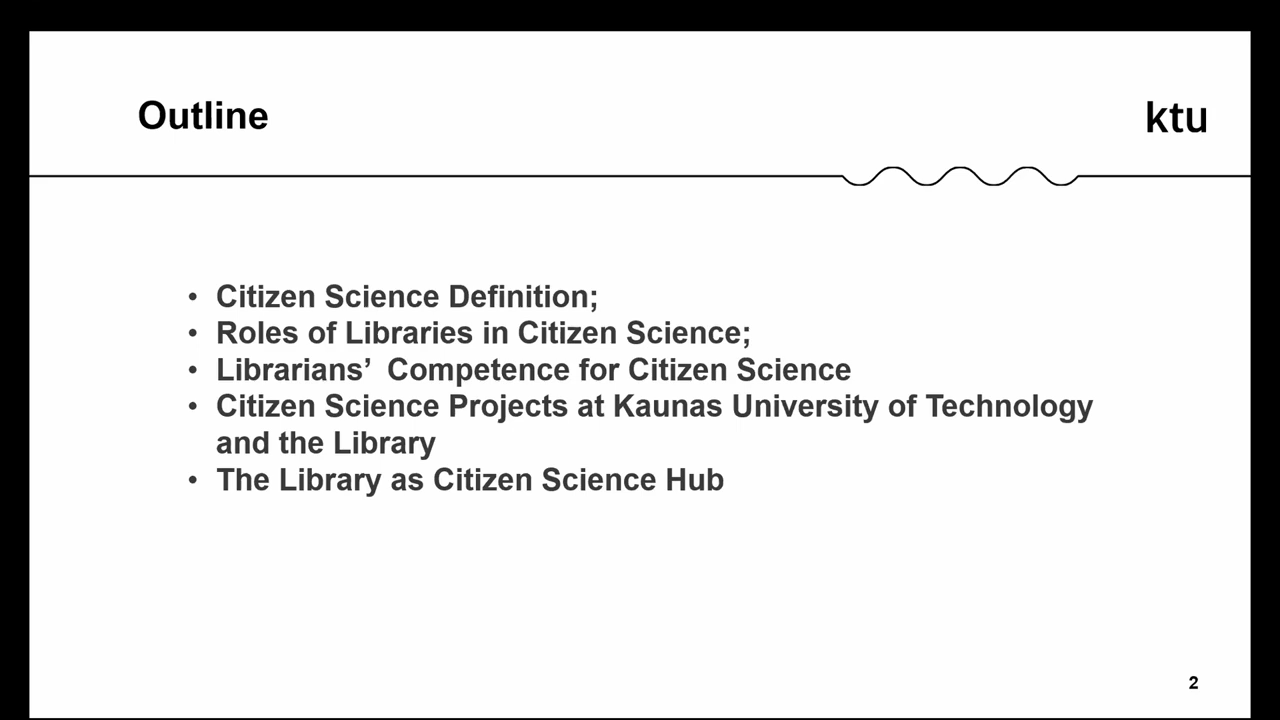 Outline
ktu
• Citizen Science Definition;
• Roles of Libraries in Citizen Science;
• Librarians’ Competence for Citizen Science
• Citizen Science Projects at Kaunas University of Technology
and the Library
• The Library as Citizen Science Hub
2